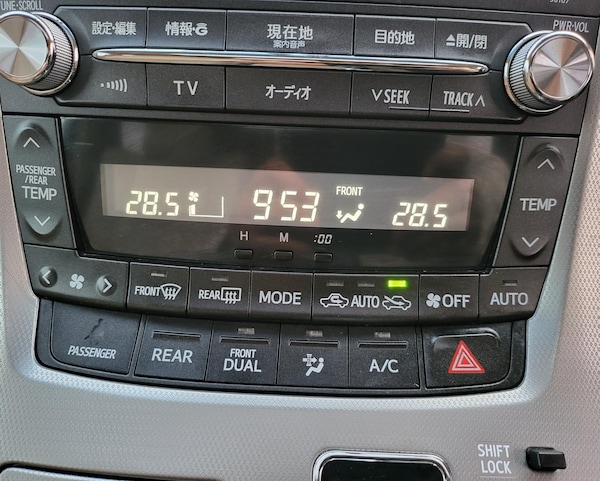 TUNE·SCROLL
設定・編集
情報・G
現在地
案内音声
目的地
▲開/閉
PWR·VOL
TV
オーディオ
∨ SEEK
TRACK ∧
PASSENGER
/REAR
TEMP
28.5
9 53
FRONT
28.5
TEMP
H
M
:00
FRONT
REAR
MODE
AUTO
OFF
AUTO
PASSENGER
REAR
FRONT
DUAL
A/C
SHIFT
LOCK